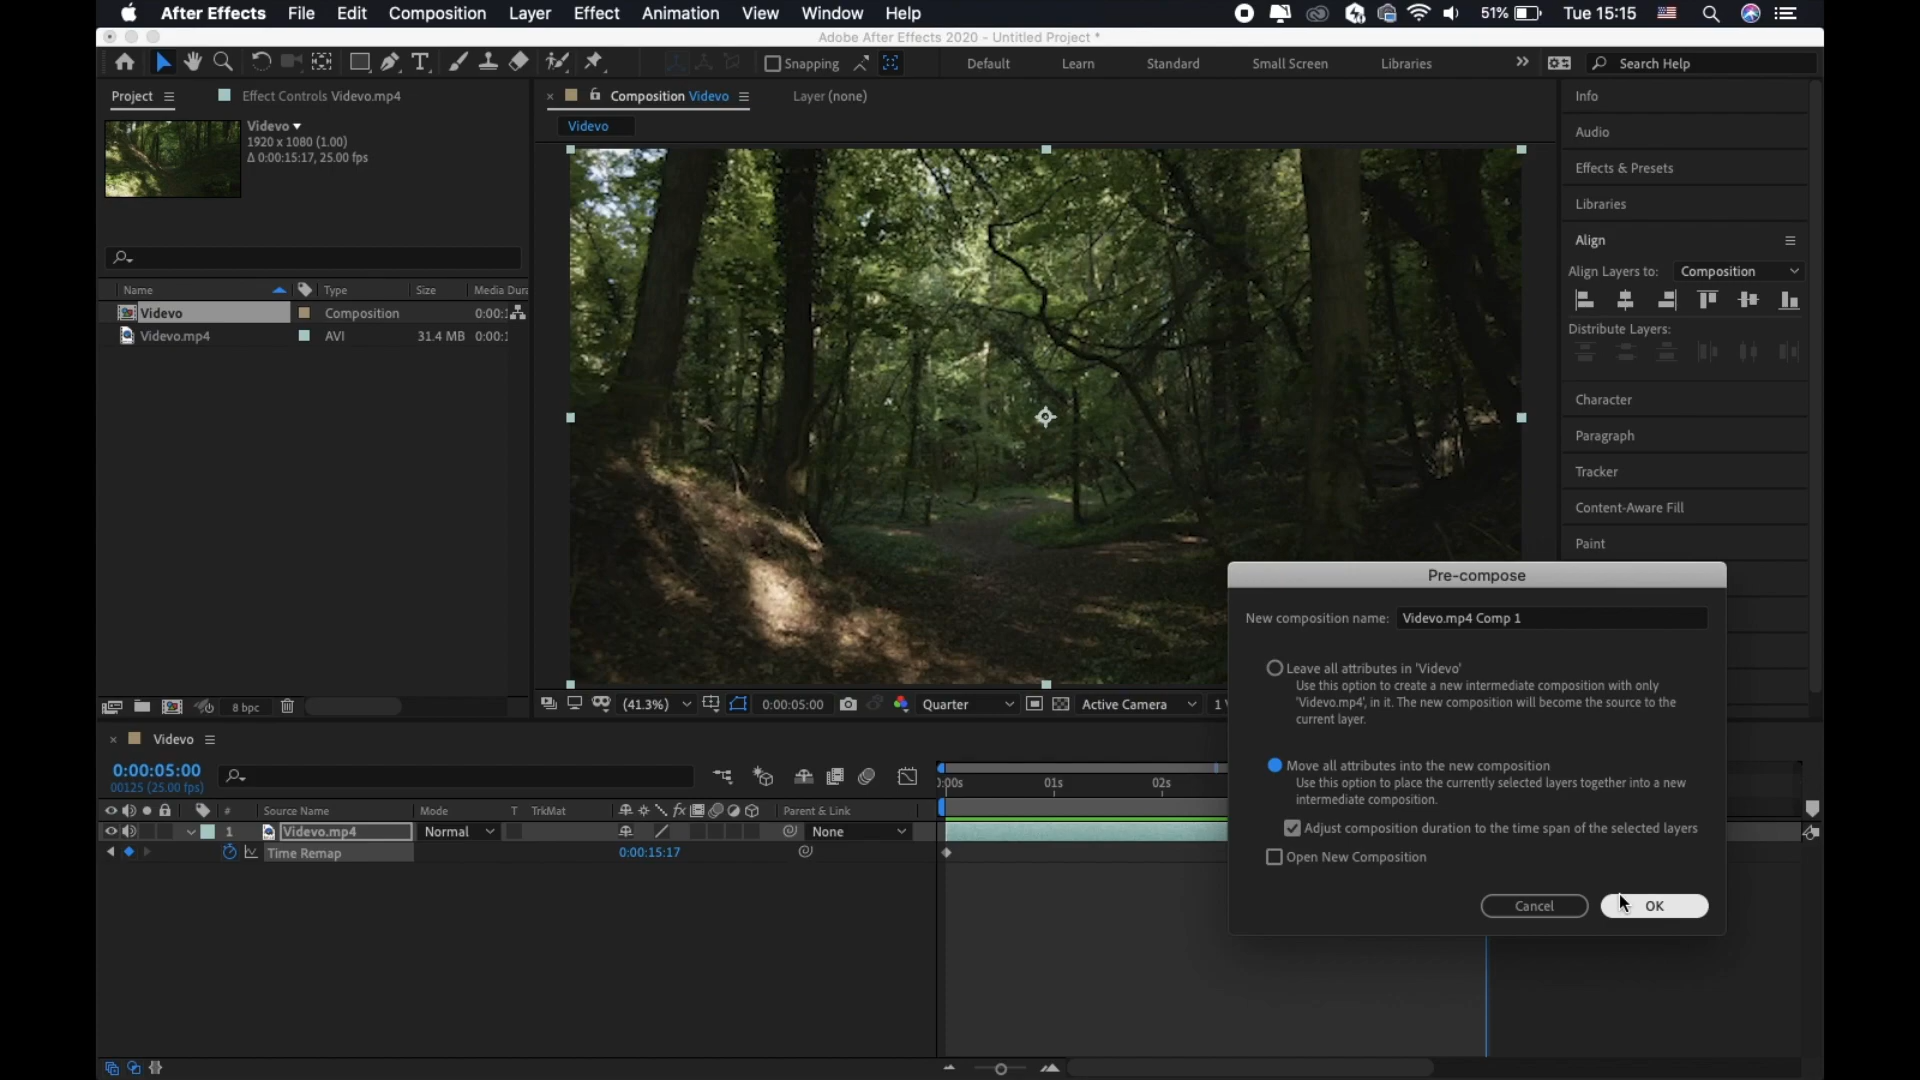 After Effects File Edit Composition Layer Effect Animation View Window Help 51% Tue 15:15
Adobe After Effects 2020 - Untitled Project *
Snapping Default Learn Standard Small Screen Libraries Search Help
Project Effect Controls Videvo.mp4 Composition Videvo Layer (none) Info
Videvo
1920 x 1080 (1.00)
Δ 0:00:15:17, 25.00 fps
Videvo
Audio
Effects & Presets
Libraries
Align
Align Layers to: Composition
Distribute Layers:
Character
Paragraph
Tracker
Content-Aware Fill
Paint
Name Type Size Media Dura
Videvo Composition 0:00:1
Videvo.mp4 AVI 31.4 MB 0:00:1
8 bpc (41.3%) 0:00:05:00 Quarter Active Camera 1
Pre-compose
New composition name: Videvo.mp4 Comp 1
Leave all attributes in 'Videvo'
Use this option to create a new intermediate composition with only
'Videvo.mp4', in it. The new composition will become the source to the
current layer.
Move all attributes into the new composition
Use this option to place the currently selected layers together into a new
intermediate composition.
Adjust composition duration to the time span of the selected layers
Open New Composition
Cancel OK
Videvo
0:00:05:00
00125 (25.00 fps)
):00s 01s 02s
# Source Name Mode T TrkMat fx Parent & Link
1 Videvo.mp4 Normal None
Time Remap 0:00:15:17